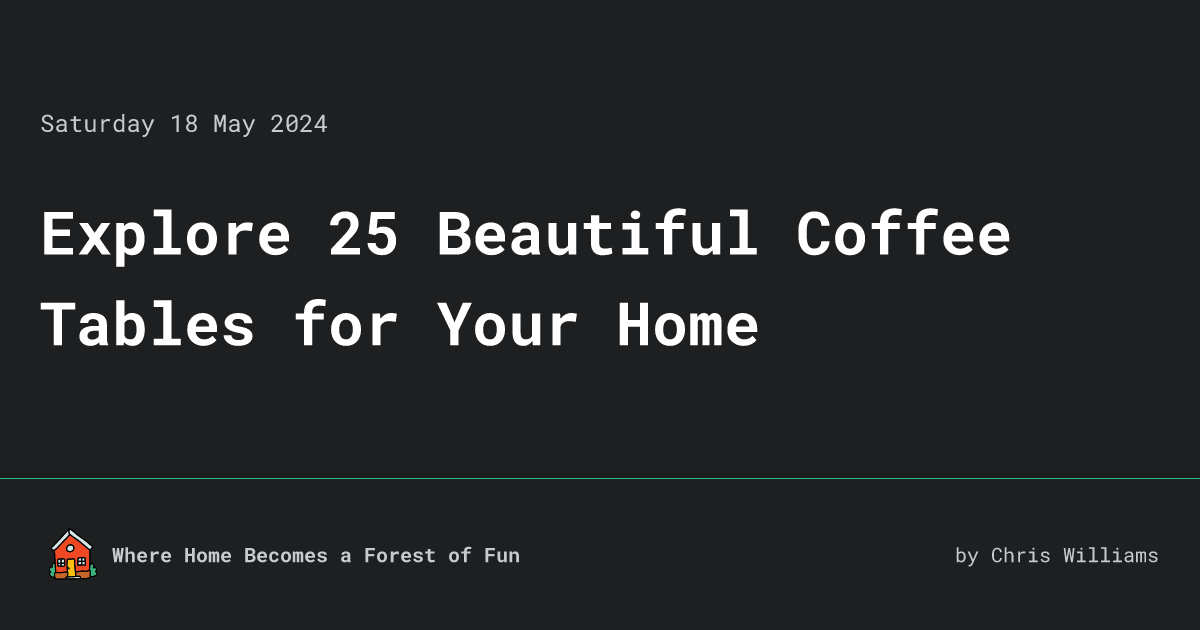 Saturday 18 May 2024
Explore 25 Beautiful Coffee
Tables for Your Home
Where Home Becomes a Forest of Fun
by Chris Williams